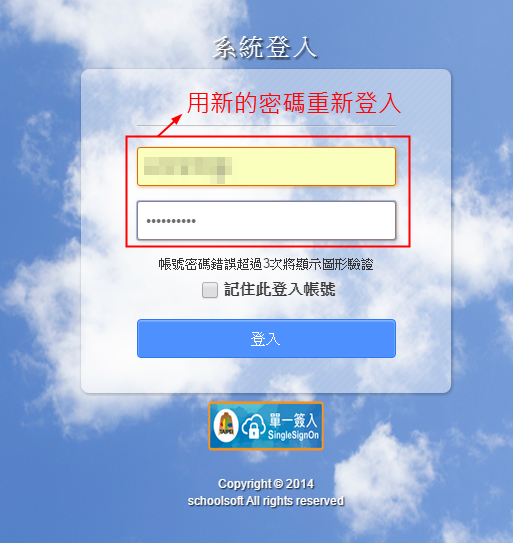 系統登入
用新的密碼重新登入
帳號密碼錯誤超過3次將顯示圖形驗證
記住此登入帳號
登入
TAIPEI
單一簽入
SingleSignOn
Copyright © 2014
schoolsoft All rights reserved